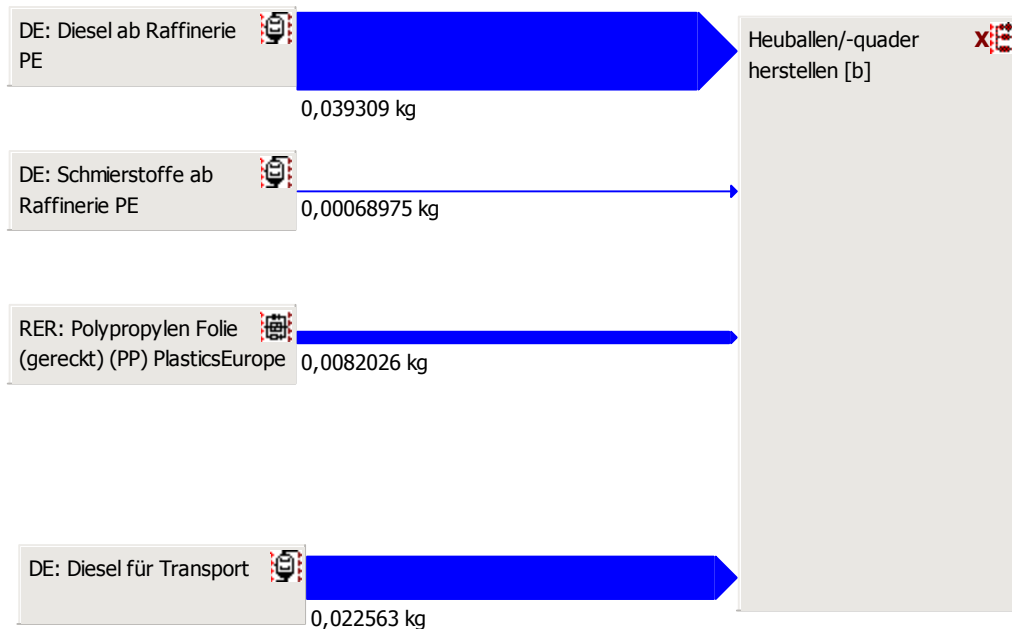 DE: Diesel ab Raffinerie
PE
0,039309 kg
Heuballen/-quader
herstellen [b]
X
DE: Schmierstoffe ab
Raffinerie PE
0,00068975 kg
RER: Polypropylen Folie
(gereckt) (PP) PlasticsEurope
0,0082026 kg
DE: Diesel für Transport
0,022563 kg